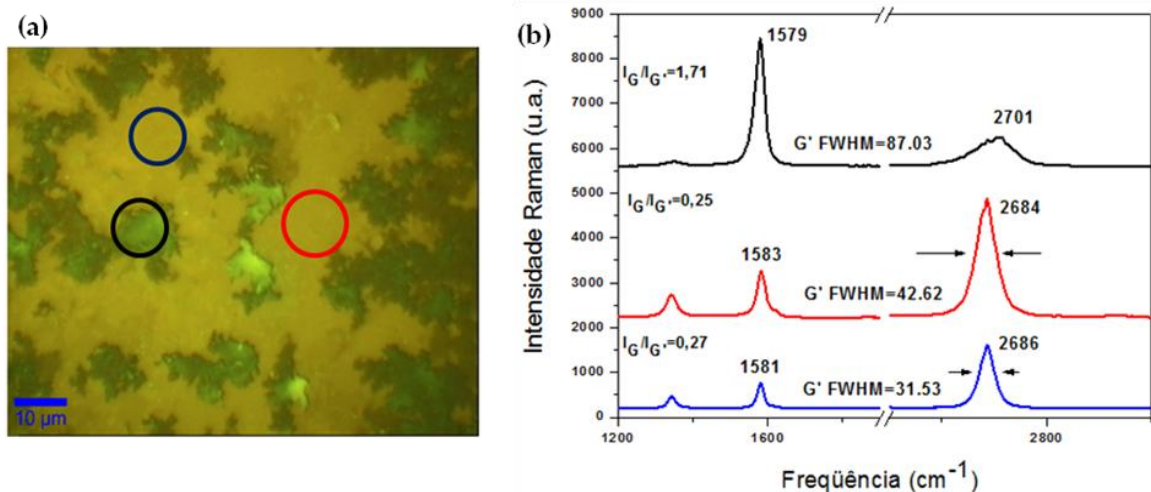 (a)
10 µm
(b)
Intensidade Raman (u.a.)
9000
8000
7000
6000
5000
4000
3000
2000
1000
0
1579
I_G/I_G'=1,71
2701
G' FWHM=87.03
I_G/I_G'=0,25
2684
1583
G' FWHM=42.62
I_G/I_G'=0,27
2686
1581
G' FWHM=31.53
1200
1600
2800
Freqüência (cm⁻¹)